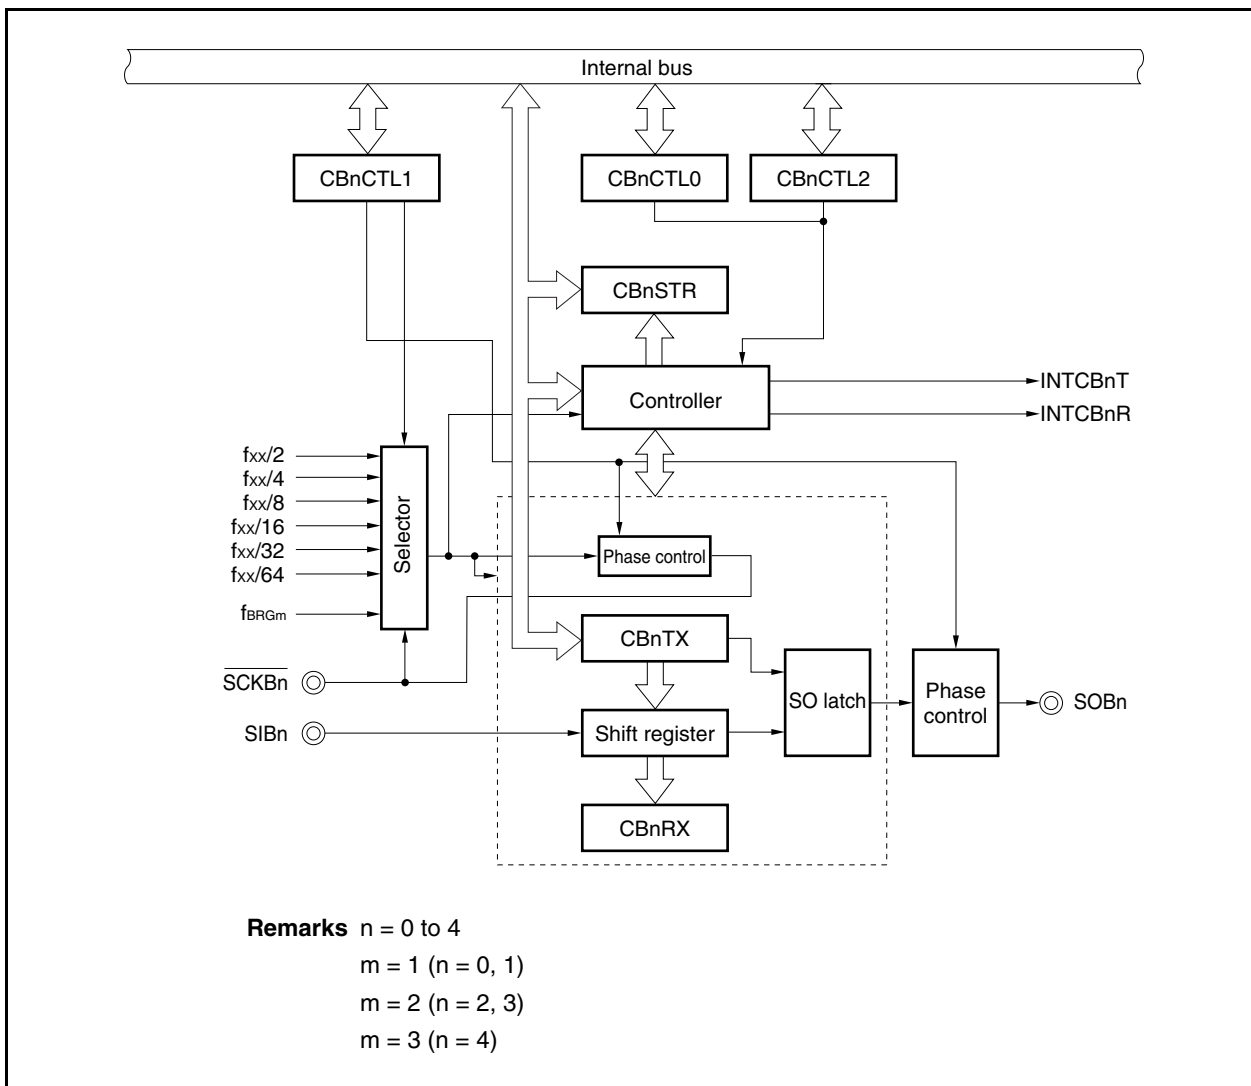 Internal bus
CBnCTL1
CBnCTL0
CBnCTL2
CBnSTR
Controller
INTCBnT
INTCBnR
fxx/2
fxx/4
fxx/8
fxx/16
fxx/32
fxx/64
fBRGm
Selector
Phase control
SCKBn
SIBn
CBnTX
Shift register
CBnRX
SO latch
Phase
control
SOBn
Remarks n = 0 to 4
m = 1 (n = 0, 1)
m = 2 (n = 2, 3)
m = 3 (n = 4)